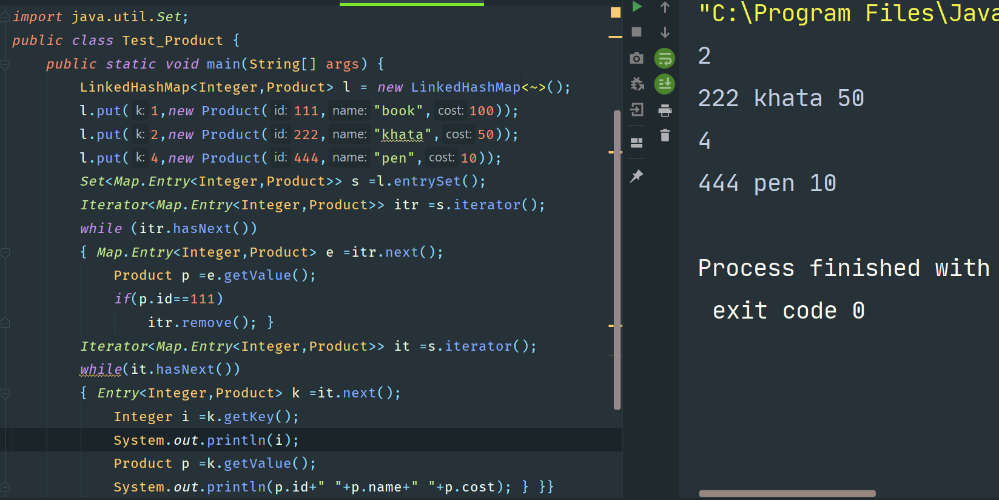 import java.util.Set;
public class Test_Product {
public static void main(String[] args) {
LinkedHashMap<Integer,Product> l = new LinkedHashMap<~>();
l.put( k: 1,new Product( id: 111, name: "book", cost: 100));
l.put( k: 2,new Product( id: 222, name: "khata", cost: 50));
l.put( k: 4,new Product( id: 444, name: "pen", cost: 10));
Set<Map.Entry<Integer,Product>> s =l.entrySet();
Iterator<Map.Entry<Integer,Product>> itr =s.iterator();
while (itr.hasNext())
{ Map.Entry<Integer,Product> e =itr.next();
Product p =e.getValue();
if(p.id==111)
itr.remove(); }
Iterator<Map.Entry<Integer,Product>> it =s.iterator();
while(it.hasNext())
{ Entry<Integer,Product> k =it.next();
Integer i =k.getKey();
System.out.println(i);
Product p =k.getValue();
System.out.println(p.id+" "+p.name+" "+p.cost); } }}
"C:\Program Files\Java
2
222 khata 50
4
444 pen 10
Process finished with
exit code 0